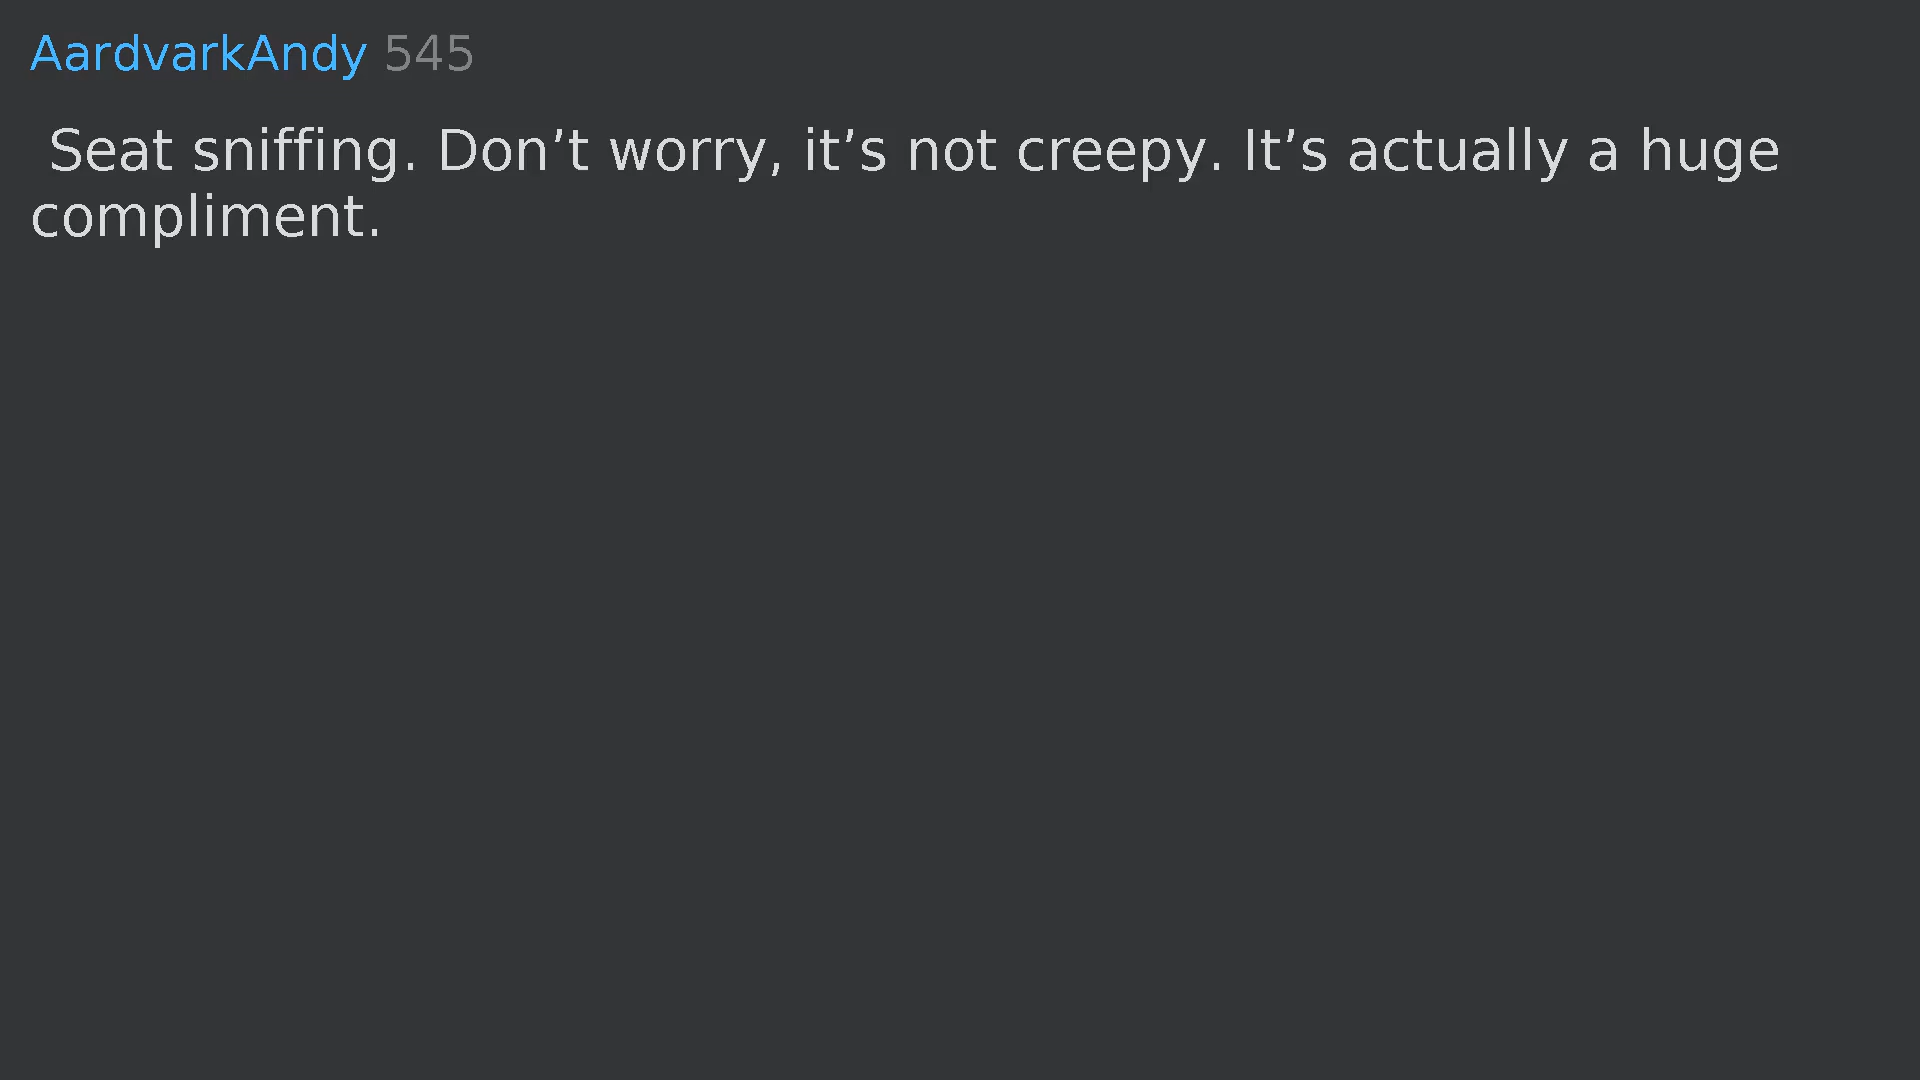 AardvarkAndy 545
Seat sniffing. Don’t worry, it’s not creepy. It’s actually a huge
compliment.